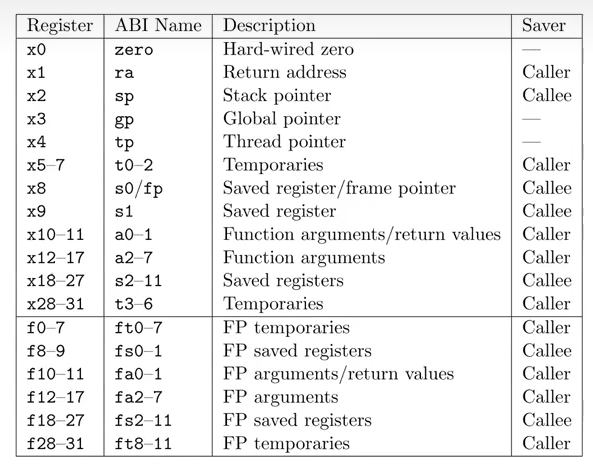 Register ABI Name Description Saver
x0 zero Hard-wired zero —
x1 ra Return address Caller
x2 sp Stack pointer Callee
x3 gp Global pointer —
x4 tp Thread pointer —
x5–7 t0–2 Temporaries Caller
x8 s0/fp Saved register/frame pointer Callee
x9 s1 Saved register Callee
x10–11 a0–1 Function arguments/return values Caller
x12–17 a2–7 Function arguments Caller
x18–27 s2–11 Saved registers Callee
x28–31 t3–6 Temporaries Caller
f0–7 ft0–7 FP temporaries Caller
f8–9 fs0–1 FP saved registers Callee
f10–11 fa0–1 FP arguments/return values Caller
f12–17 fa2–7 FP arguments Caller
f18–27 fs2–11 FP saved registers Callee
f28–31 ft8–11 FP temporaries Caller